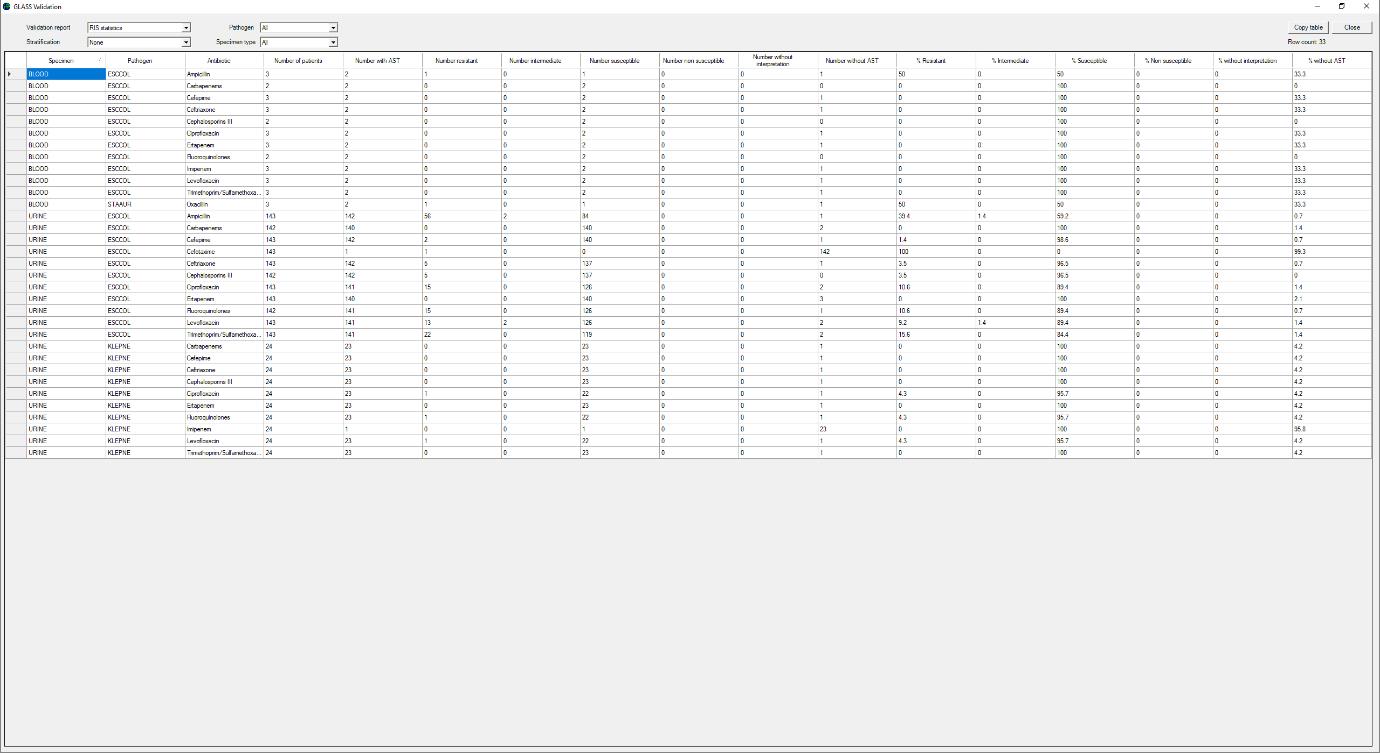 GLASS Validation
Validation report RIS statistics Pathogen All Copy table Close
Stratification None Specimen type All Row count: 33
Specimen Pathogen Antibiotic Number of patients Number with AST Number resistant Number intermediate Number susceptible Number non susceptible Number without interpretation Number without AST % Resistant % Intermediate % Susceptible % Non susceptible % without interpretation % without AST
BLOOD ESCCOL Ampicillin 3 2 1 0 1 0 0 1 50 0 50 0 0 33.3
BLOOD ESCCOL Carbapenems 2 2 0 0 2 0 0 0 0 0 100 0 0 0
BLOOD ESCCOL Cefepime 3 2 0 0 2 0 0 1 0 0 100 0 0 33.3
BLOOD ESCCOL Ceftriaxone 3 2 0 0 2 0 0 1 0 0 100 0 0 33.3
BLOOD ESCCOL Cephalosporins III 2 2 0 0 2 0 0 0 0 0 100 0 0 0
BLOOD ESCCOL Ciprofloxacin 3 2 0 0 2 0 0 1 0 0 100 0 0 33.3
BLOOD ESCCOL Ertapenem 3 2 0 0 2 0 0 1 0 0 100 0 0 33.3
BLOOD ESCCOL Fluoroquinolones 2 2 0 0 2 0 0 0 0 0 100 0 0 0
BLOOD ESCCOL Imipenem 3 2 0 0 2 0 0 1 0 0 100 0 0 33.3
BLOOD ESCCOL Levofloxacin 3 2 0 0 2 0 0 1 0 0 100 0 0 33.3
BLOOD ESCCOL Trimethoprim/Sulfamethoxa... 3 2 0 0 2 0 0 1 0 0 100 0 0 33.3
BLOOD STAAUR Oxacillin 3 2 1 0 1 0 0 1 50 0 50 0 0 33.3
URINE ESCCOL Ampicillin 143 142 56 2 84 0 0 1 39.4 1.4 59.2 0 0 0.7
URINE ESCCOL Carbapenems 142 140 0 0 140 0 0 2 0 0 100 0 0 1.4
URINE ESCCOL Cefepime 143 142 2 0 140 0 0 1 1.4 0 98.6 0 0 0.7
URINE ESCCOL Cefotaxime 143 1 1 0 0 0 0 142 100 0 0 0 0 99.3
URINE ESCCOL Ceftriaxone 143 142 5 0 137 0 0 1 3.5 0 96.5 0 0 0.7
URINE ESCCOL Cephalosporins III 142 142 5 0 137 0 0 0 3.5 0 96.5 0 0 0
URINE ESCCOL Ciprofloxacin 143 141 15 0 126 0 0 2 10.6 0 89.4 0 0 1.4
URINE ESCCOL Ertapenem 143 140 0 0 140 0 0 3 0 0 100 0 0 2.1
URINE ESCCOL Fluoroquinolones 142 141 15 0 126 0 0 1 10.6 0 89.4 0 0 0.7
URINE ESCCOL Levofloxacin 143 141 13 2 126 0 0 2 9.2 1.4 89.4 0 0 1.4
URINE ESCCOL Trimethoprim/Sulfamethoxa... 143 141 22 0 119 0 0 2 15.6 0 84.4 0 0 1.4
URINE KLEPNE Carbapenems 24 23 0 0 23 0 0 1 0 0 100 0 0 4.2
URINE KLEPNE Cefepime 24 23 0 0 23 0 0 1 0 0 100 0 0 4.2
URINE KLEPNE Ceftriaxone 24 23 0 0 23 0 0 1 0 0 100 0 0 4.2
URINE KLEPNE Cephalosporins III 24 23 0 0 23 0 0 1 0 0 100 0 0 4.2
URINE KLEPNE Ciprofloxacin 24 23 1 0 22 0 0 1 4.3 0 95.7 0 0 4.2
URINE KLEPNE Ertapenem 24 23 0 0 23 0 0 1 0 0 100 0 0 4.2
URINE KLEPNE Fluoroquinolones 24 23 1 0 22 0 0 1 4.3 0 95.7 0 0 4.2
URINE KLEPNE Imipenem 24 1 0 0 1 0 0 23 0 0 100 0 0 95.8
URINE KLEPNE Levofloxacin 24 23 1 0 22 0 0 1 4.3 0 95.7 0 0 4.2
URINE KLEPNE Trimethoprim/Sulfamethoxa... 24 23 0 0 23 0 0 1 0 0 100 0 0 4.2